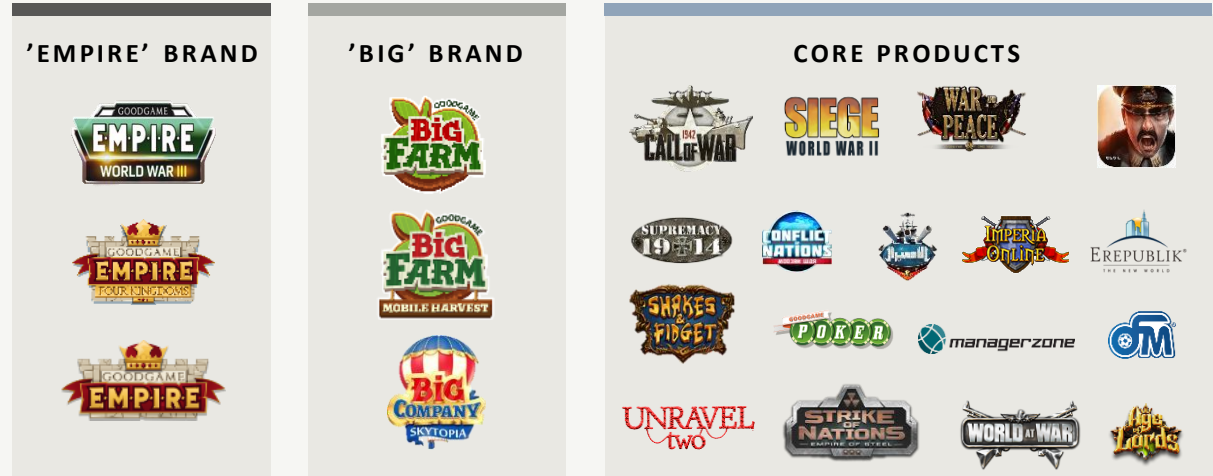 'EMPIRE' BRAND
'BIG' BRAND
CORE PRODUCTS
GOODGAME
EMPIRE
WORLD WAR III
GOODGAME
EMPIRE
FOUR KINGDOMS
GOODGAME
EMPIRE
GOODGAME
BIG
FARM
GOODGAME
BIG
FARM
MOBILE HARVEST
BIG
COMPANY
SKYTOPIA
1942
CALL OF WAR
SIEGE
WORLD WAR II
WAR AND
PEACE
SUPREMACY
19 14
CONFLICT
NATIONS
IMPERIA
ONLINE
EREPUBLIK®
THE NEW WORLD
SHAKES
&
FIDGET
GOODGAME
POKER
managerzone
OFM®
UNRAVEL
two
STRIKE
OF
NATIONS
EMPIRE OF STEEL
WORLD AT WAR
Age
of
Lords